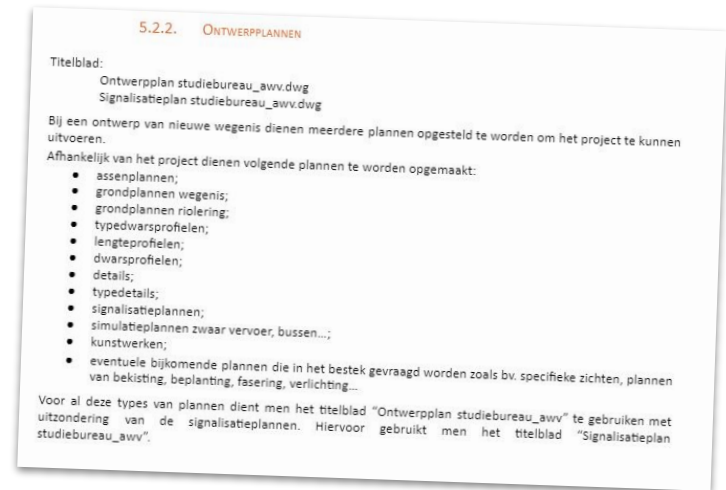 5.2.2. ONTWERPPLANNEN
Titelblad:
Ontwerpplan studiebureau_awv.dwg
Signalisatieplan studiebureau_awv.dwg
Bij een ontwerp van nieuwe wegenis dienen meerdere plannen opgesteld te worden om het project te kunnen
uitvoeren.
Afhankelijk van het project dienen volgende plannen te worden opgemaakt:
• assenplannen;
• grondplannen wegenis;
• grondplannen riolering;
• typedwarsprofielen;
• lengteprofielen;
• dwarsprofielen;
• details;
• typedetails;
• signalisatieplannen;
• simulatieplannen zwaar vervoer, bussen...;
• kunstwerken;
• eventuele bijkomende plannen die in het bestek gevraagd worden zoals bv. specifieke zichten, plannen
van bekisting, beplanting, fasering, verlichting...
Voor al deze types van plannen dient men het titelblad “Ontwerpplan studiebureau_awv” te gebruiken met
uitzondering van de signalisatieplannen. Hiervoor gebruikt men het titelblad “Signalisatieplan
studiebureau_awv”.